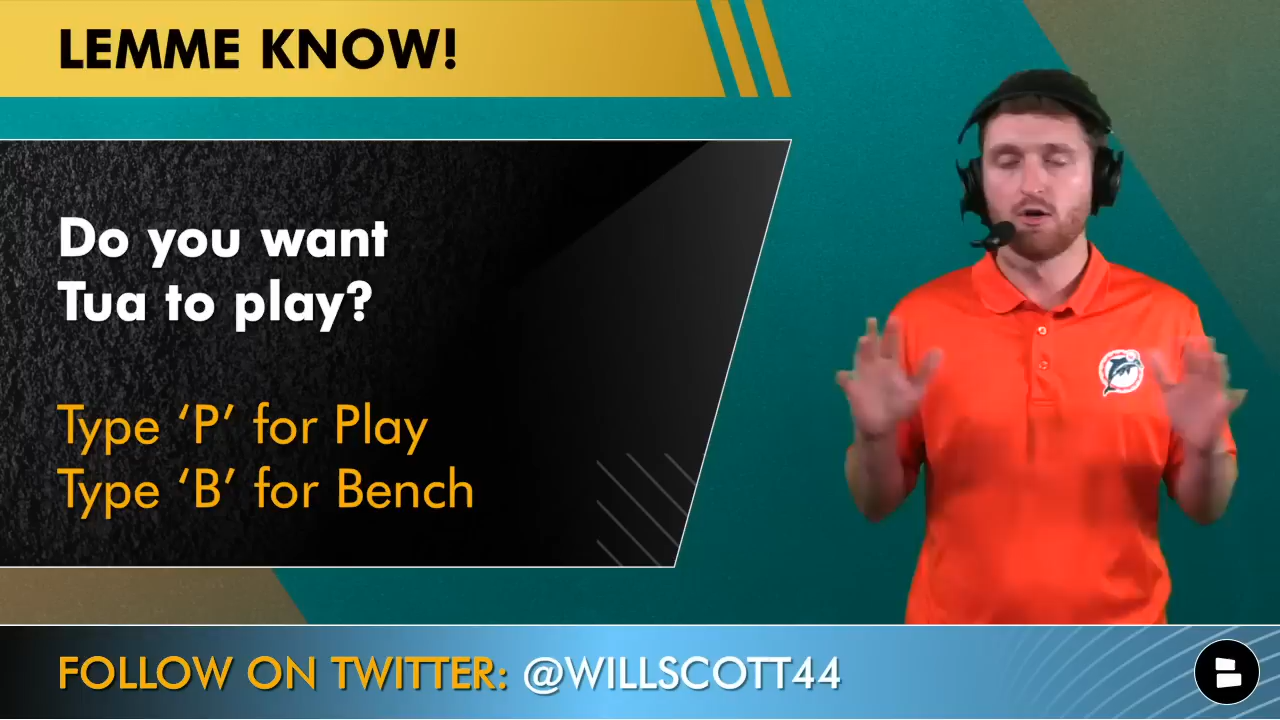 LEMME KNOW!
Do you want
Tua to play?
Type ‘P’ for Play
Type ‘B’ for Bench
FOLLOW ON TWITTER: @WILLSCOTT44